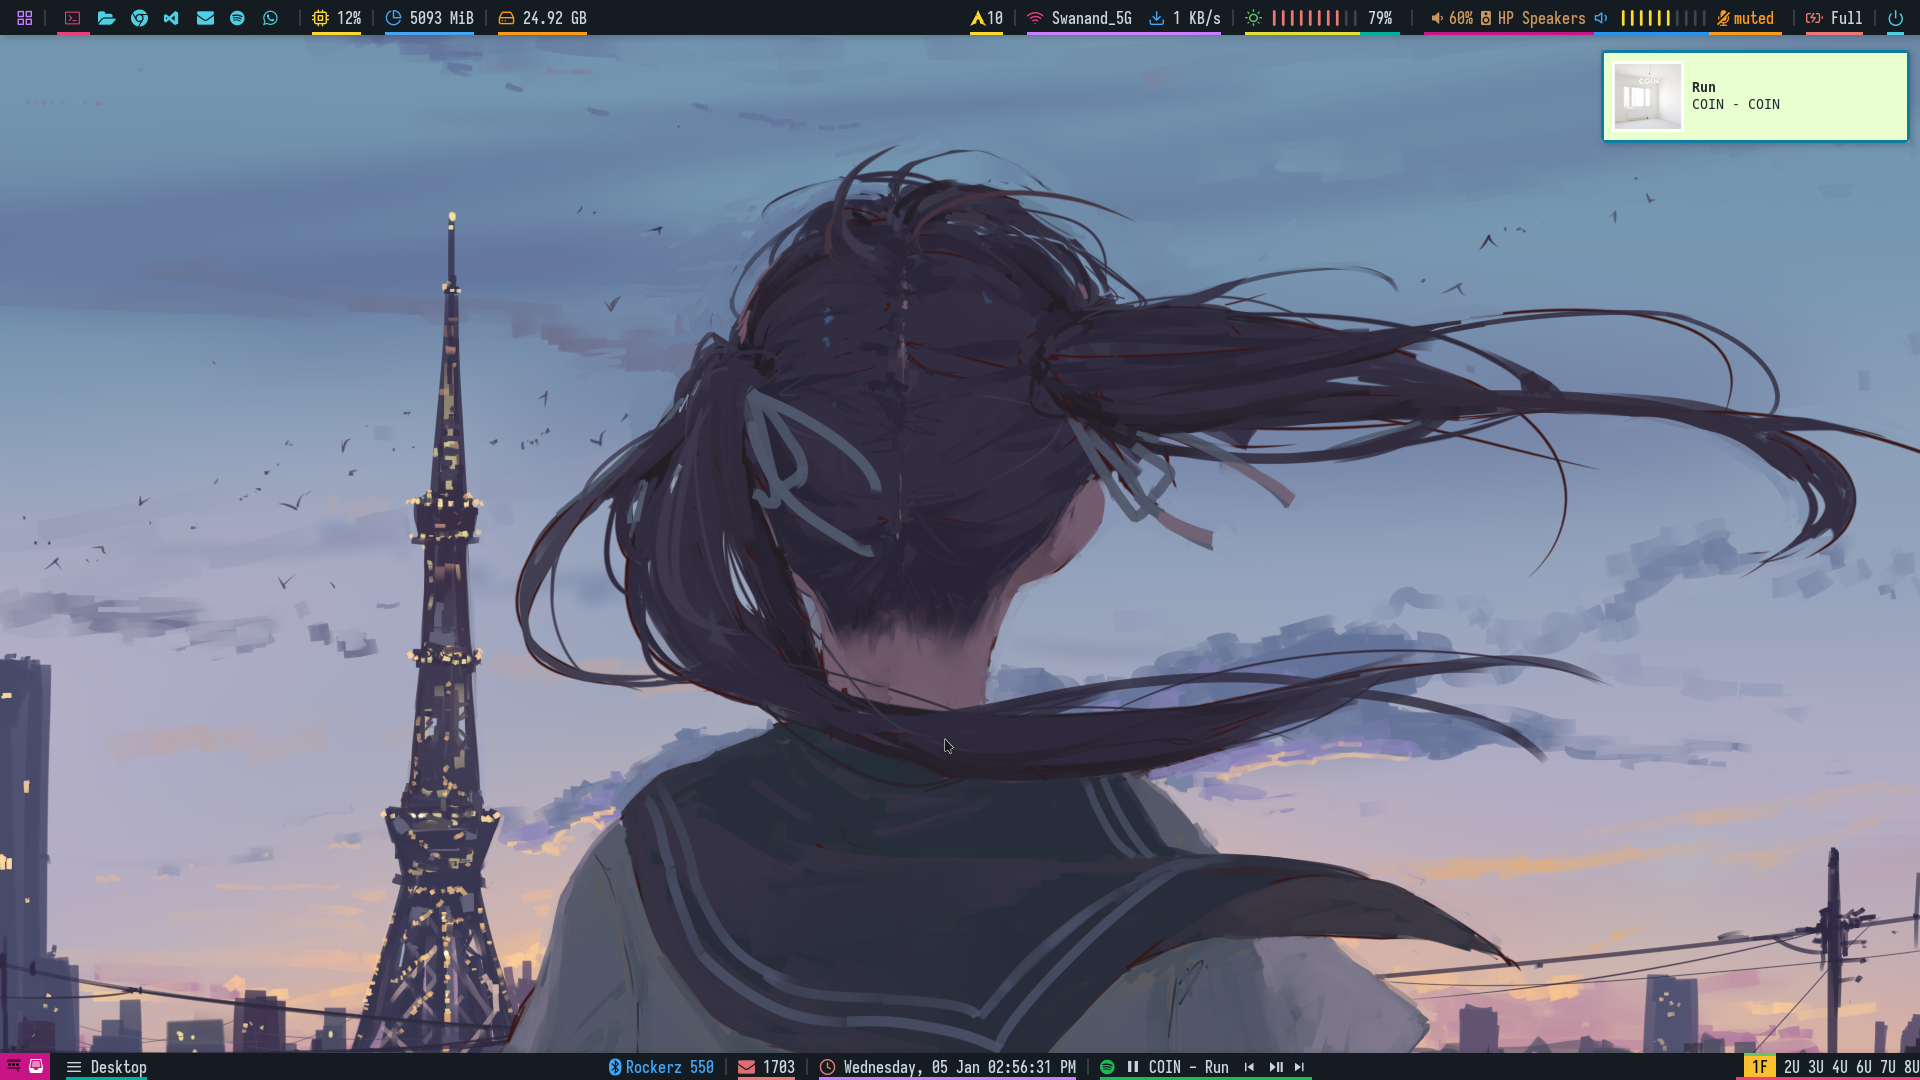 12% 5093 MiB 24.92 GB 10 Swanand_5G 1 KB/s 79% 60% HP Speakers muted Full
COIN
Run
COIN - COIN
Desktop Rockerz 550 1703 Wednesday, 05 Jan 02:56:31 PM COIN - Run 1F 2U 3U 4U 6U 7U 8U